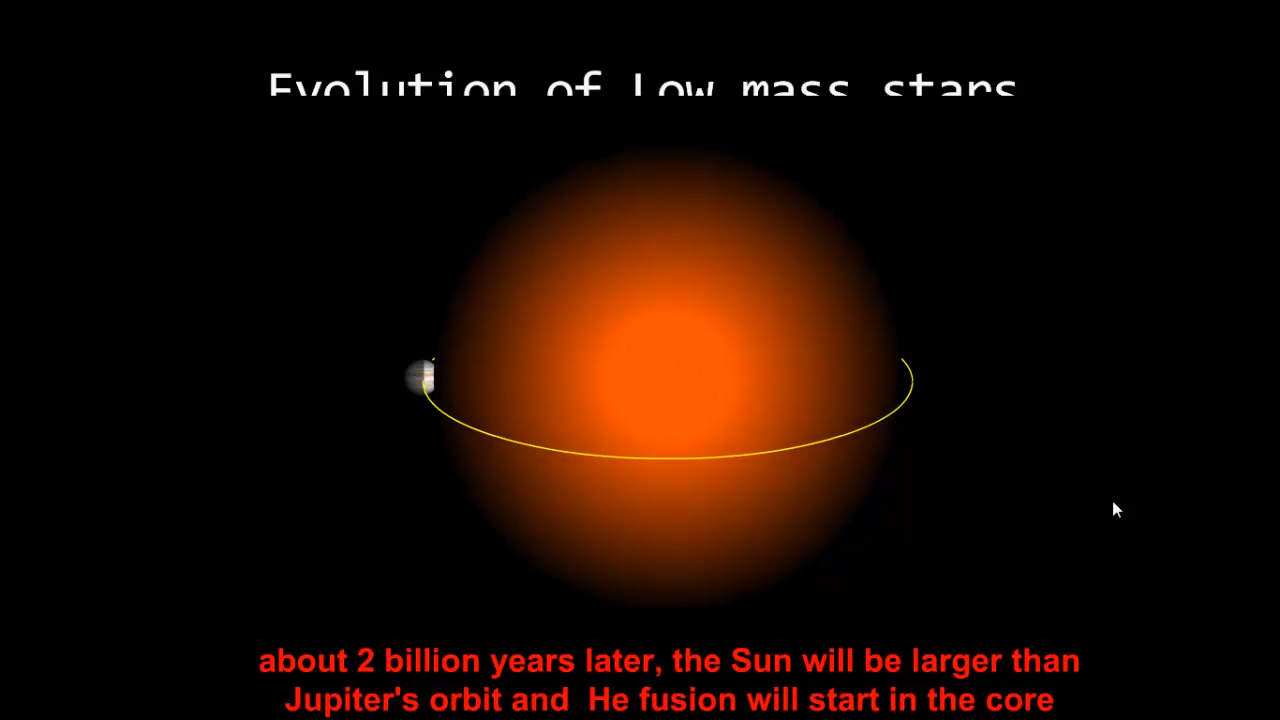 Evolution of Low mass stars
about 2 billion years later, the Sun will be larger than
Jupiter's orbit and  He fusion will start in the core